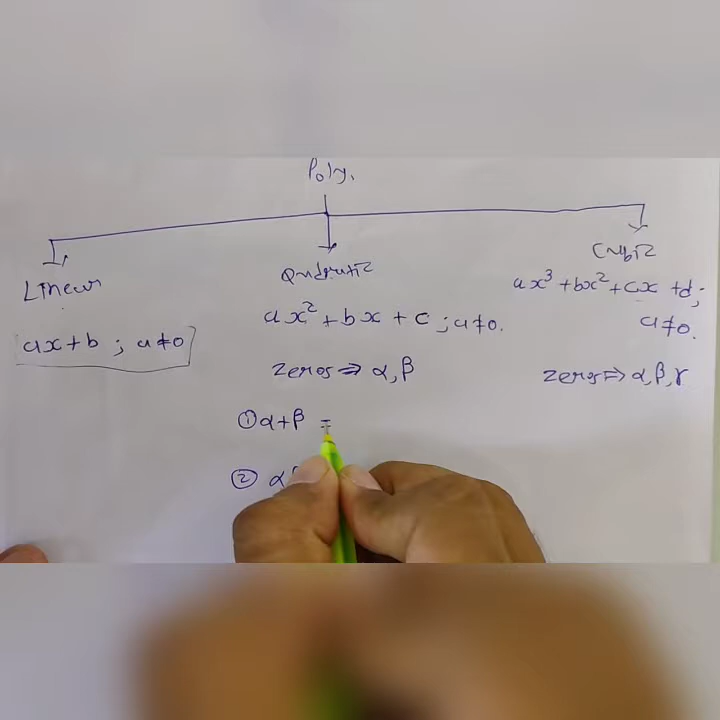 Poly.
Linear
ax+b ; a≠0
Quadratic
ax²+bx+c ; a≠0.
zeros ⇒ α, β
① α+β =
② α
Cubic
ax³+bx²+cx+d;
a≠0.
zeros ⇒ α, β, γ